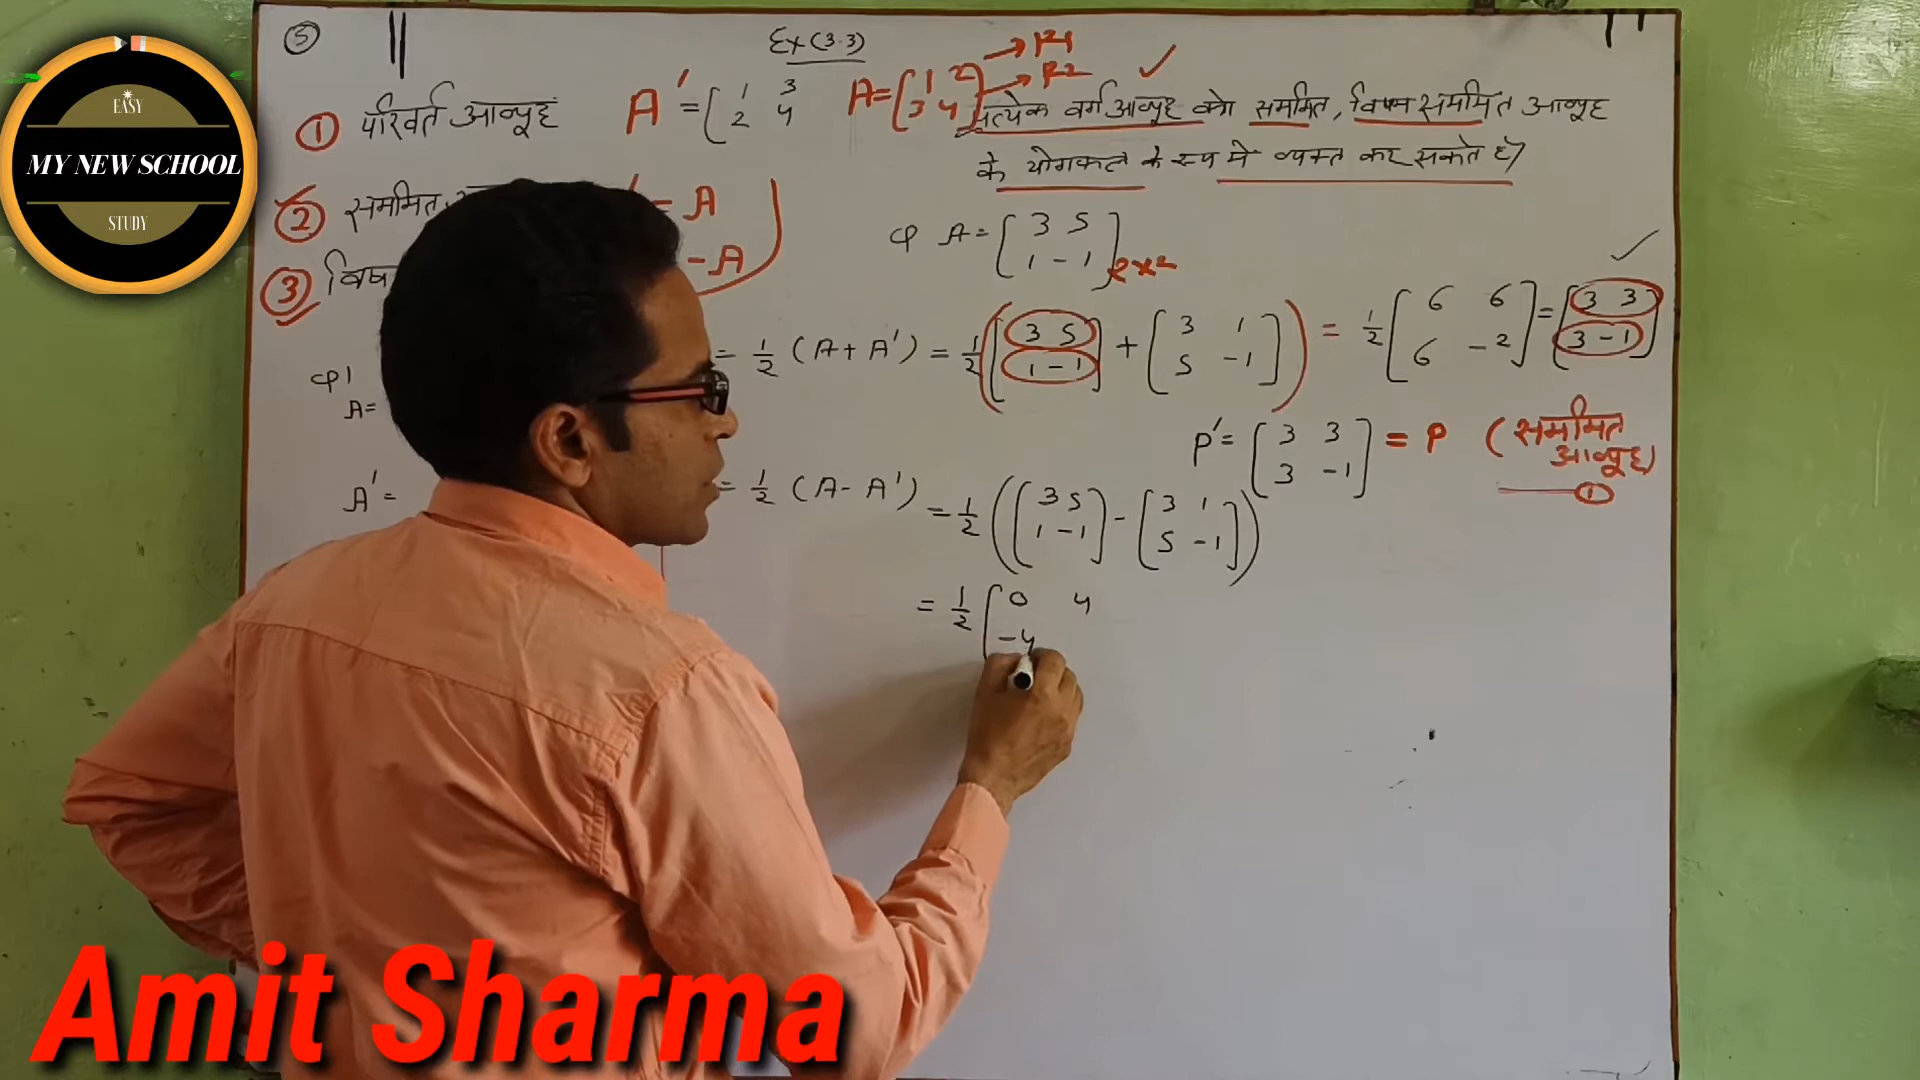 5
Ex (3.3)
EASY
MY NEW SCHOOL
STUDY
1 परिवर्त आव्यूह A' = [ 1 3
2 4
A = [ 1 2 ] → R1
3 4 ] → R2 ✓
प्रत्येक वर्ग आव्यूह को सममित, विषम सममित आव्यूह
के योगफल के रूप में व्यक्त कर सकते हैं
2 सममित = A
3 विष - A
A = [ 3 5
1 -1 ] 2x2
A =
= 1/2 (A + A') = 1/2 ( [ 3 5
1 -1 ] + [ 3 1
5 -1 ] ) = 1/2 [ 6 6
6 -2 ] = [ 3 3
3 -1 ] ✓
P' = [ 3 3
3 -1 ] = P (सममित
आव्यूह)
1
A' =
= 1/2 (A - A') = 1/2 ( [ 3 5
1 -1 ] - [ 3 1
5 -1 ] )
= 1/2 [ 0 4
-4
Amit Sharma